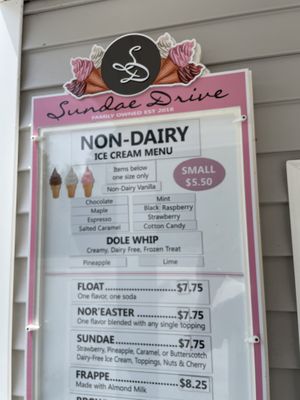 SD
Sundae Drive
FAMILY OWNED EST 2018
NON-DAIRY
ICE CREAM MENU
Items below
one size only
Non-Dairy Vanilla
SMALL
$5.50
Chocolate Mint
Maple Black Raspberry
Espresso Strawberry
Salted Caramel Cotton Candy
DOLE WHIP
Creamy, Dairy Free, Frozen Treat
Pineapple Lime
FLOAT $7.75
One flavor, one soda
NOR'EASTER $7.75
One flavor blended with any single topping
SUNDAE $7.75
Strawberry, Pineapple, Caramel, or Butterscotch
Dairy-Free Ice Cream, Toppings, Nuts & Cherry
FRAPPE $8.25
Made with Almond Milk